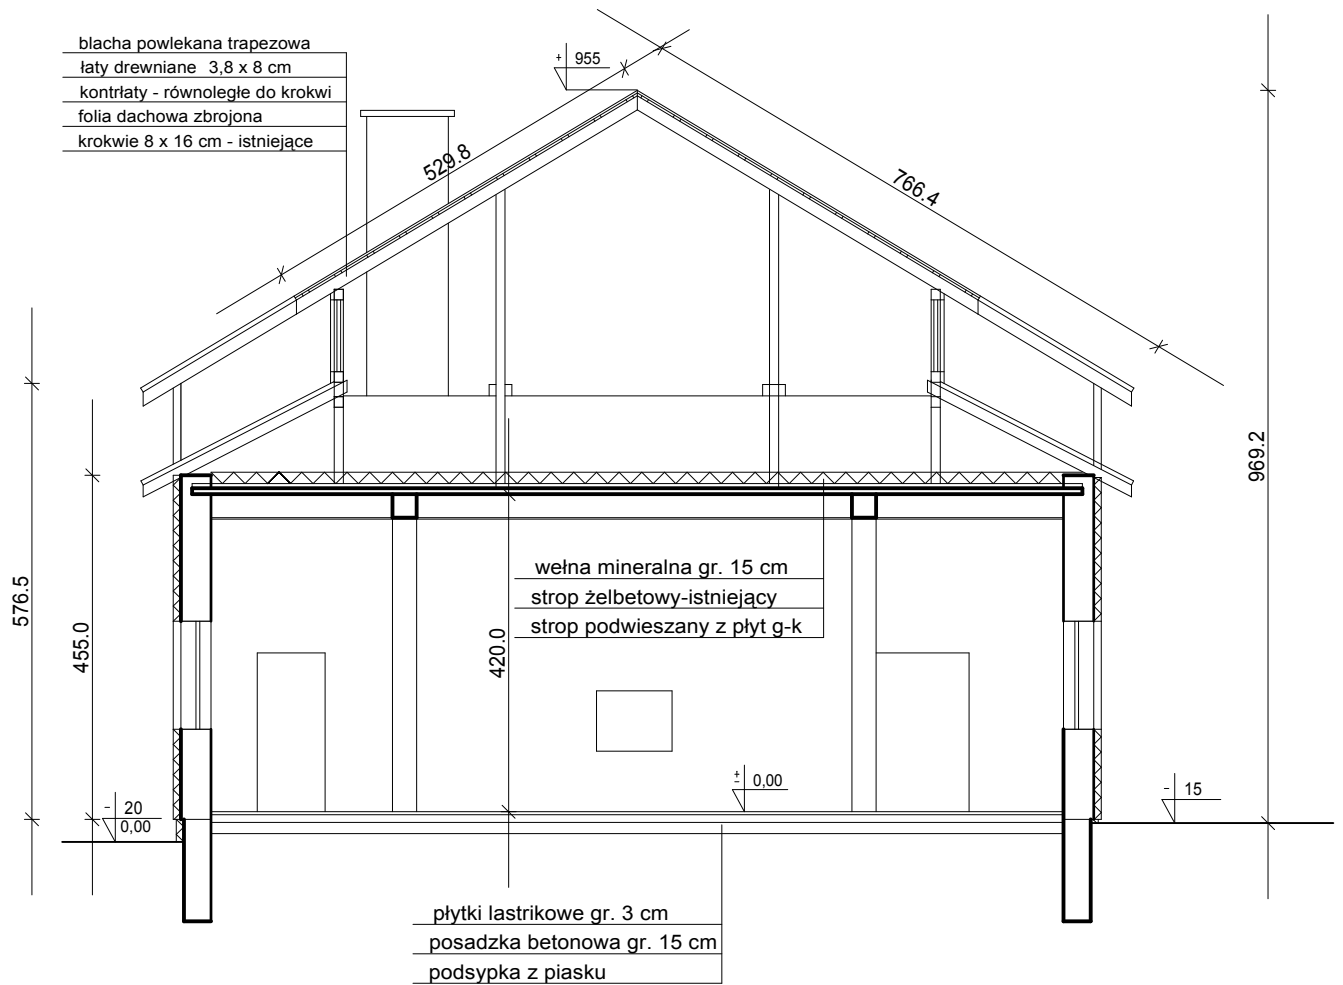 blacha powlekana trapezowa
łaty drewniane 3,8 x 8 cm
kontrłaty - równoległe do krokwi
folia dachowa zbrojona
krokwie 8 x 16 cm - istniejące
+ 955
529.8
766.4
969.2
576.5
455.0
420.0
wełna mineralna gr. 15 cm
strop żelbetowy-istniejący
strop podwieszany z płyt g-k
± 0,00
- 20
0,00
- 15
płytki lastrikowe gr. 3 cm
posadzka betonowa gr. 15 cm
podsypka z piasku